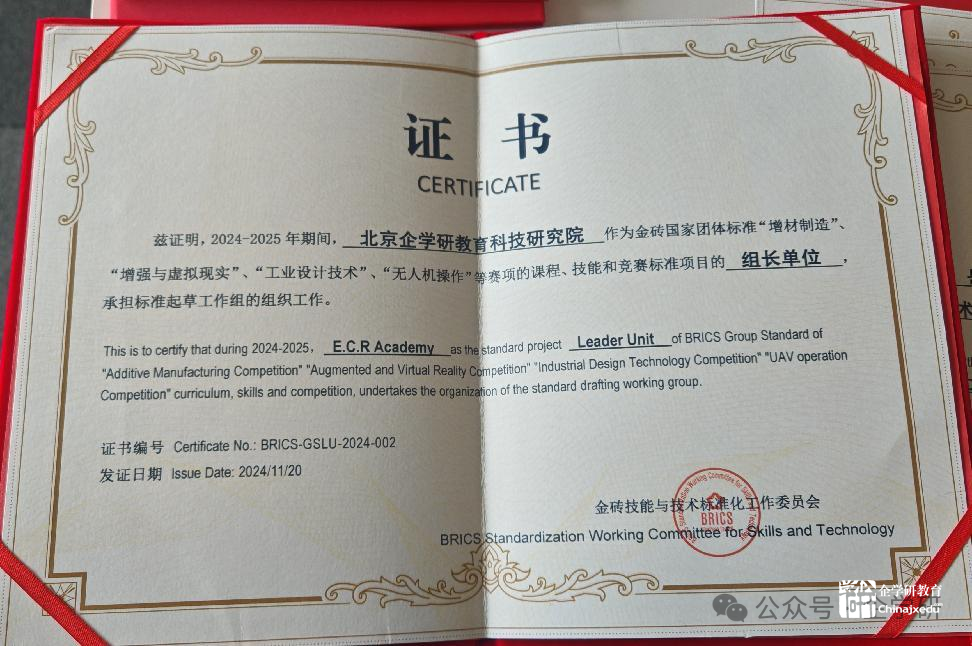 证 书
CERTIFICATE
兹证明，2024-2025 年期间， 北京企学研教育科技研究院 作为金砖国家团体标准“增材制造”、
“增强与虚拟现实”、“工业设计技术”、“无人机操作”等赛项的课程、技能和竞赛标准项目的 组长单位 ，
承担标准起草工作组的组织工作。
This is to certify that during 2024-2025, E.C.R Academy as the standard project Leader Unit of BRICS Group Standard of
"Additive Manufacturing Competition" "Augmented and Virtual Reality Competition" "Industrial Design Technology Competition" "UAV operation
Competition" curriculum, skills and competition, undertakes the organization of the standard drafting working group.
证书编号 Certificate No.: BRICS-GSLU-2024-002
发证日期 Issue Date: 2024/11/20
金砖技能与技术标准化工作委员会
BRICS Standardization Working Committee for Skills and Technology
BRICS
公众号
企学研教育
Chinajxedu